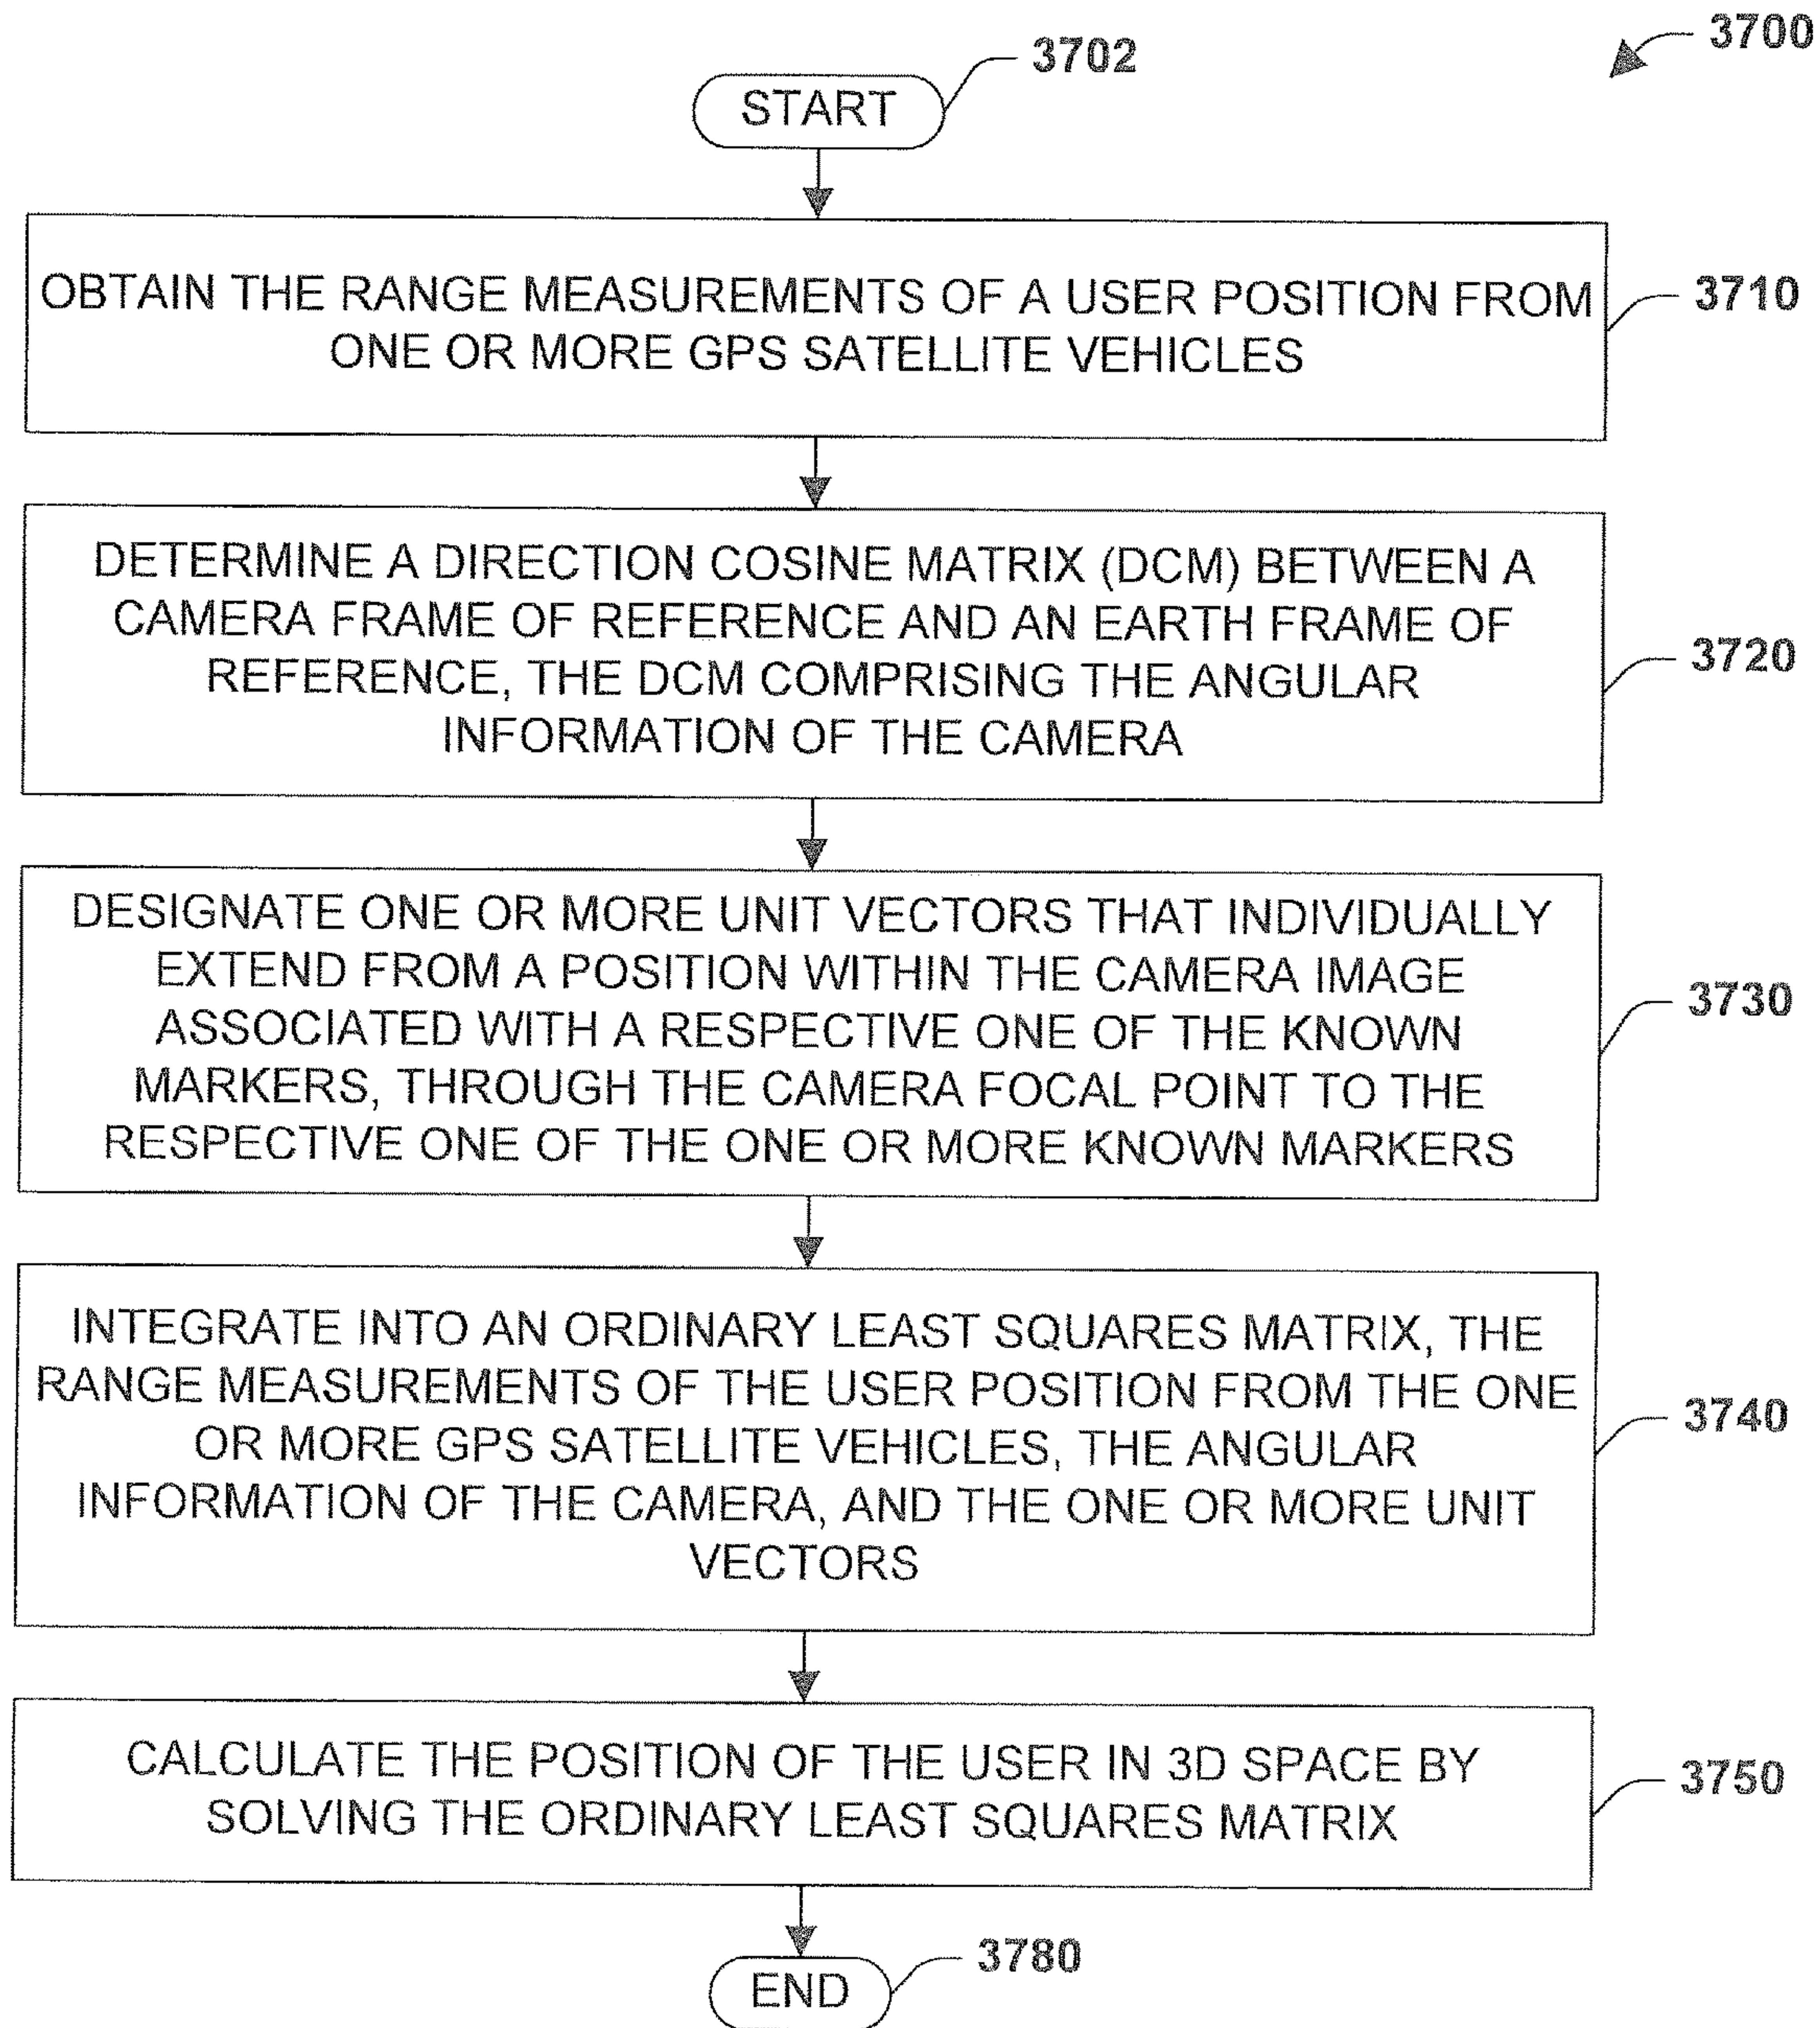 3700
3702
START
OBTAIN THE RANGE MEASUREMENTS OF A USER POSITION FROM
ONE OR MORE GPS SATELLITE VEHICLES
3710
DETERMINE A DIRECTION COSINE MATRIX (DCM) BETWEEN A
CAMERA FRAME OF REFERENCE AND AN EARTH FRAME OF
REFERENCE, THE DCM COMPRISING THE ANGULAR
INFORMATION OF THE CAMERA
3720
DESIGNATE ONE OR MORE UNIT VECTORS THAT INDIVIDUALLY
EXTEND FROM A POSITION WITHIN THE CAMERA IMAGE
ASSOCIATED WITH A RESPECTIVE ONE OF THE KNOWN
MARKERS, THROUGH THE CAMERA FOCAL POINT TO THE
RESPECTIVE ONE OF THE ONE OR MORE KNOWN MARKERS
3730
INTEGRATE INTO AN ORDINARY LEAST SQUARES MATRIX, THE
RANGE MEASUREMENTS OF THE USER POSITION FROM THE ONE
OR MORE GPS SATELLITE VEHICLES, THE ANGULAR
INFORMATION OF THE CAMERA, AND THE ONE OR MORE UNIT
VECTORS
3740
CALCULATE THE POSITION OF THE USER IN 3D SPACE BY
SOLVING THE ORDINARY LEAST SQUARES MATRIX
3750
3780
END